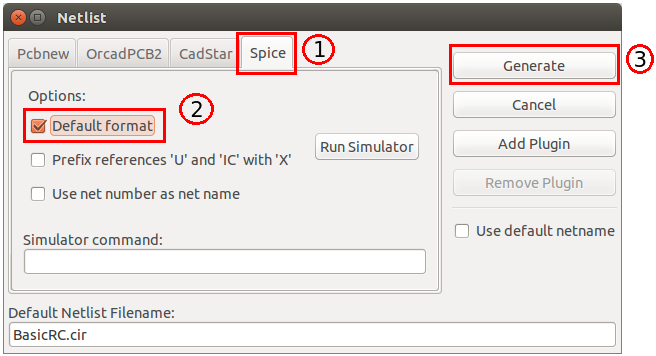 Netlist
Pcbnew OrcadPCB2 CadStar Spice 1
3
Generate
Options:
2
Cancel
Default Format
Run Simulator
Add Plugin
Prefix references 'U' and 'IC' with 'X'
Remove Plugin
Use net number as net name
Use default netname
Simulator command:
Default Netlist Filename:
BasicRC.cir